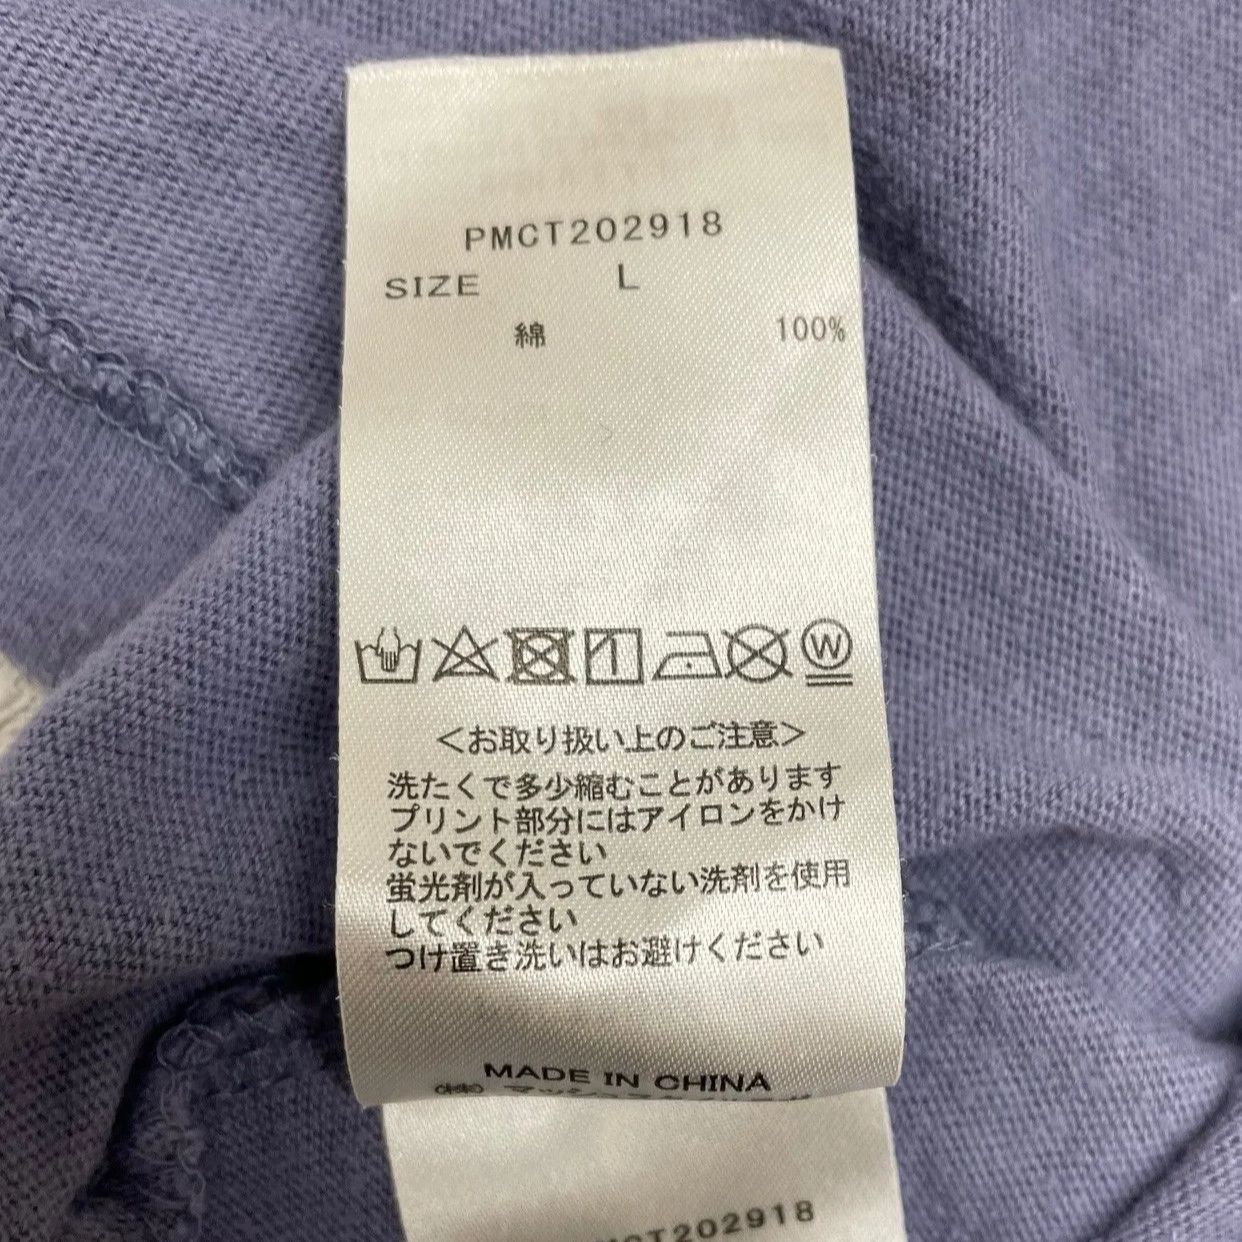 PMCT202918
SIZE L
綿 100%
W
<お取り扱い上のご注意>
洗たくで多少縮むことがあります
プリント部分にはアイロンをかけ
ないでください
蛍光剤が入っていない洗剤を使用
してください
つけ置き洗いはお避けください
MADE IN CHINA
(株)
CT202918